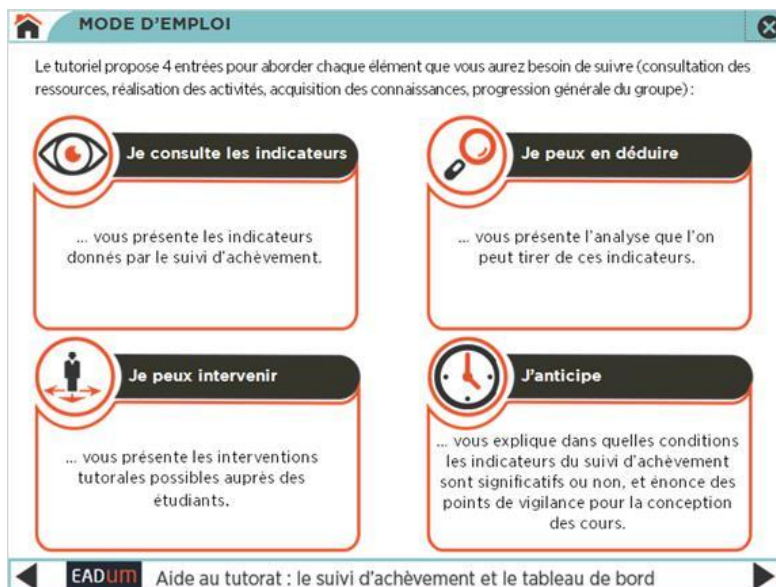 MODE D'EMPLOI
Le tutoriel propose 4 entrées pour aborder chaque élément que vous aurez besoin de suivre (consultation des
ressources, réalisation des activités, acquisition des connaissances, progression générale du groupe) :
Je consulte les indicateurs
... vous présente les indicateurs
donnés par le suivi d'achèvement.
Je peux en déduire
... vous présente l'analyse que l'on
peut tirer de ces indicateurs.
Je peux intervenir
... vous présente les interventions
tutorales possibles auprès des
étudiants.
J'anticipe
... vous explique dans quelles conditions
les indicateurs du suivi d'achèvement
sont significatifs ou non, et énonce des
points de vigilance pour la conception
des cours.
EADum Aide au tutorat : le suivi d'achèvement et le tableau de bord